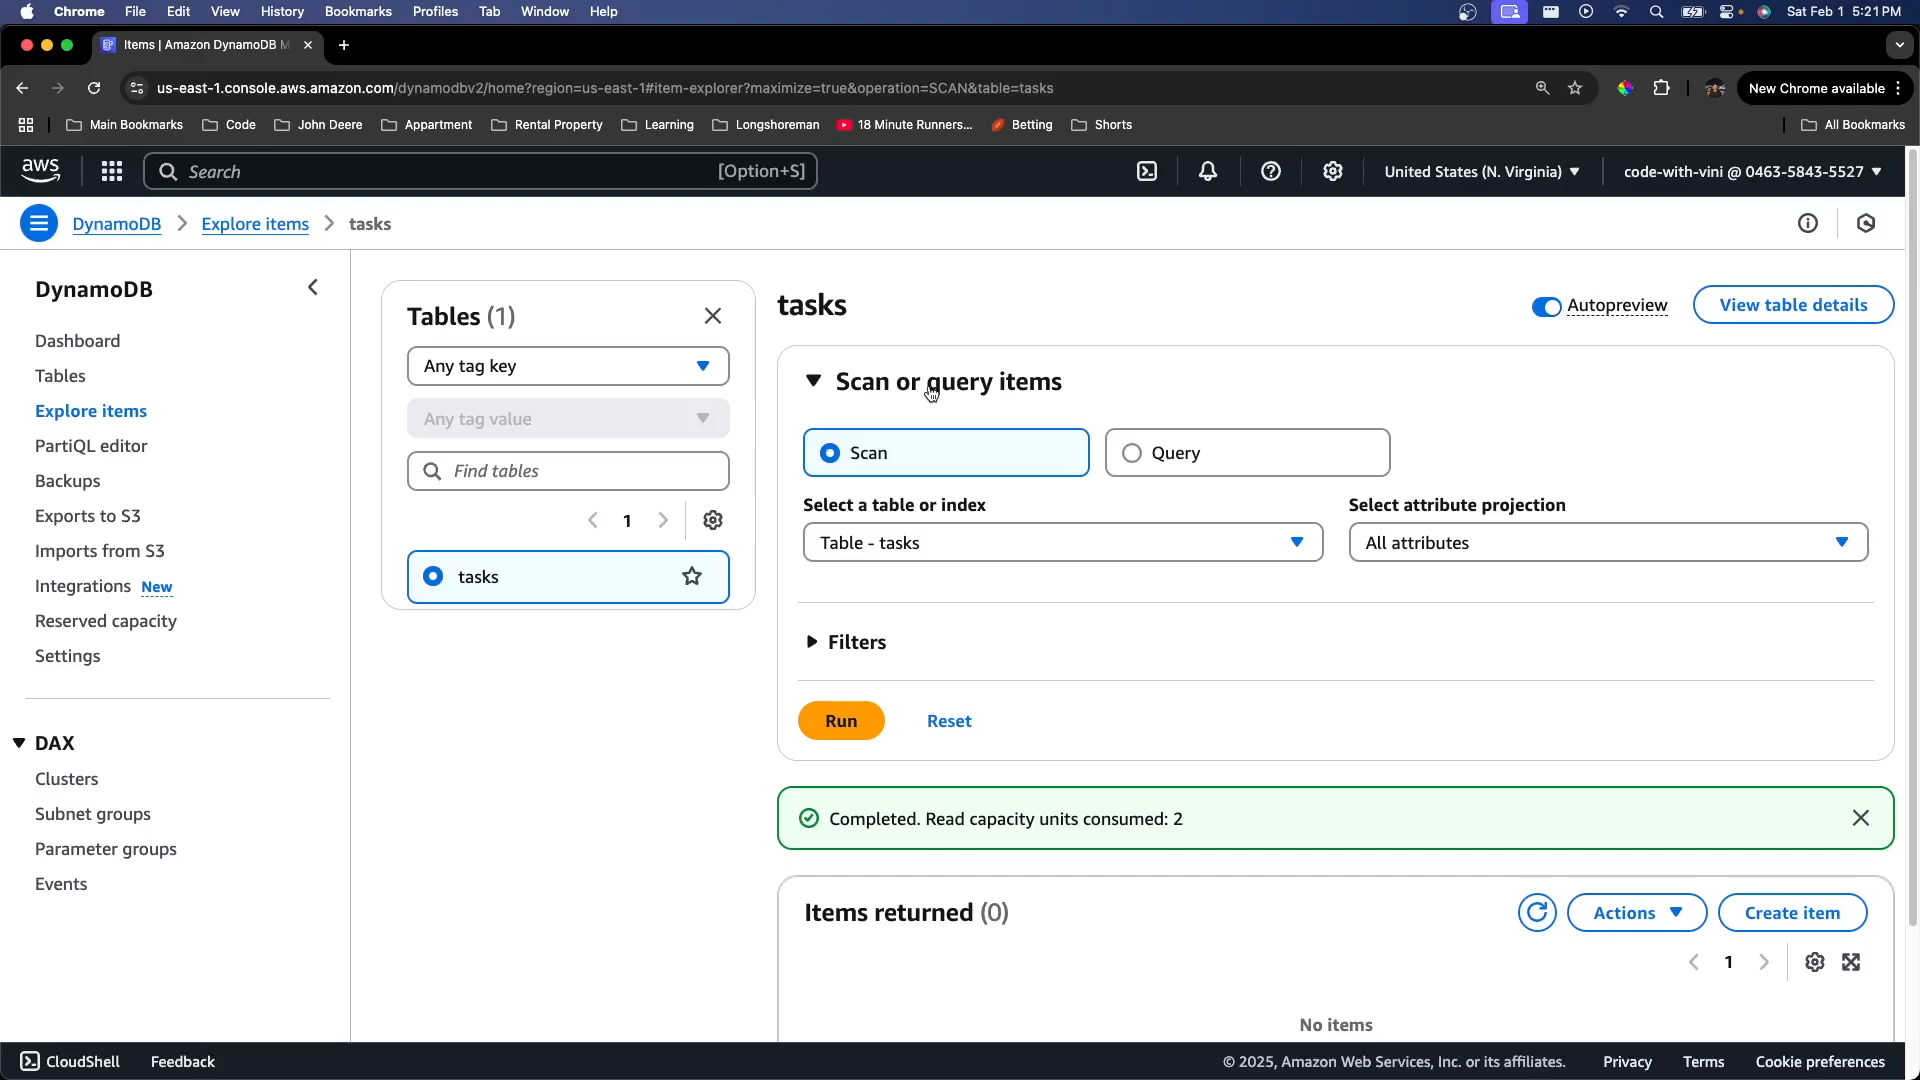 Chrome File Edit View History Bookmarks Profiles Tab Window Help Sat Feb 1 5:21 PM
Items | Amazon DynamoDB M
us-east-1.console.aws.amazon.com/dynamodbv2/home?region=us-east-1#item-explorer?maximize=true&operation=SCAN&table=tasks New Chrome available
Main Bookmarks Code John Deere Appartment Rental Property Learning Longshoreman 18 Minute Runners... Betting Shorts All Bookmarks
aws Search [Option+S] United States (N. Virginia) code-with-vini @ 0463-5843-5527
DynamoDB Explore items tasks
DynamoDB
Dashboard
Tables
Explore items
PartiQL editor
Backups
Exports to S3
Imports from S3
Integrations New
Reserved capacity
Settings
DAX
Clusters
Subnet groups
Parameter groups
Events
Tables (1)
Any tag key
Any tag value
Find tables
1
tasks
tasks
Autopreview View table details
Scan or query items
Scan Query
Select a table or index Select attribute projection
Table - tasks All attributes
Filters
Run Reset
Completed. Read capacity units consumed: 2
Items returned (0) Actions Create item
1
No items
CloudShell Feedback © 2025, Amazon Web Services, Inc. or its affiliates. Privacy Terms Cookie preferences